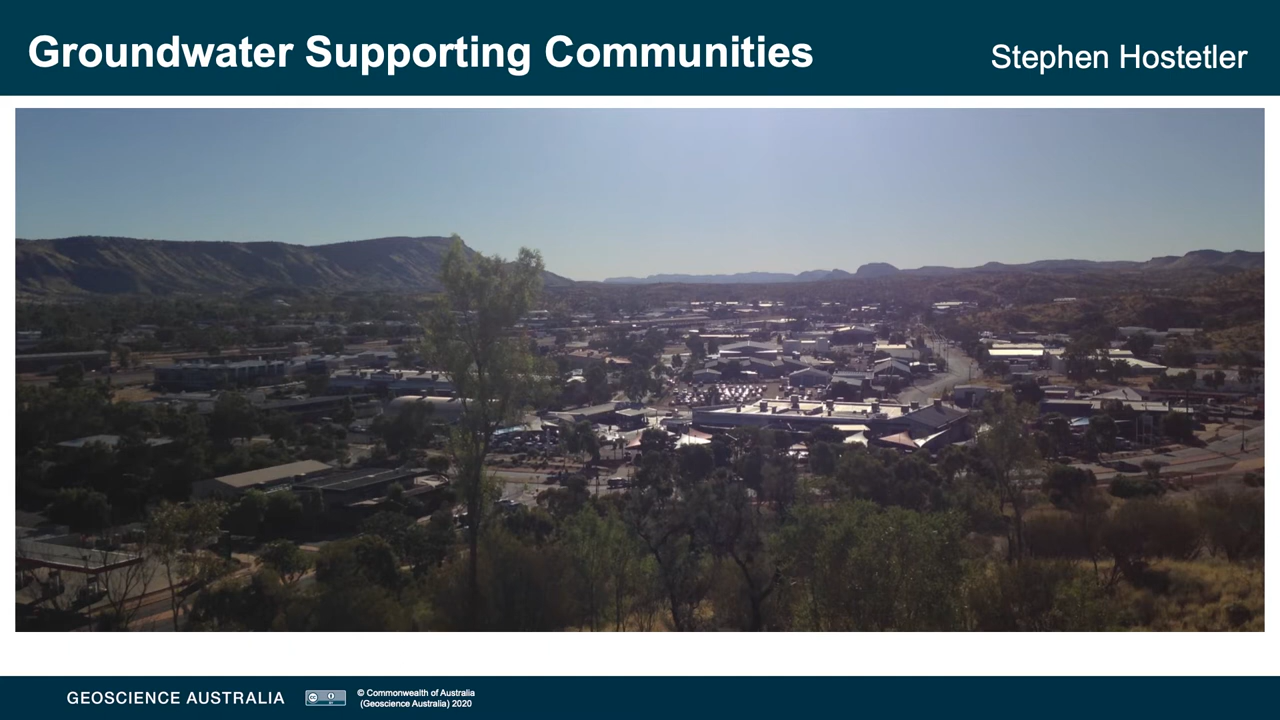 Groundwater Supporting Communities
Stephen Hostetler
GEOSCIENCE AUSTRALIA
© Commonwealth of Australia
(Geoscience Australia) 2020